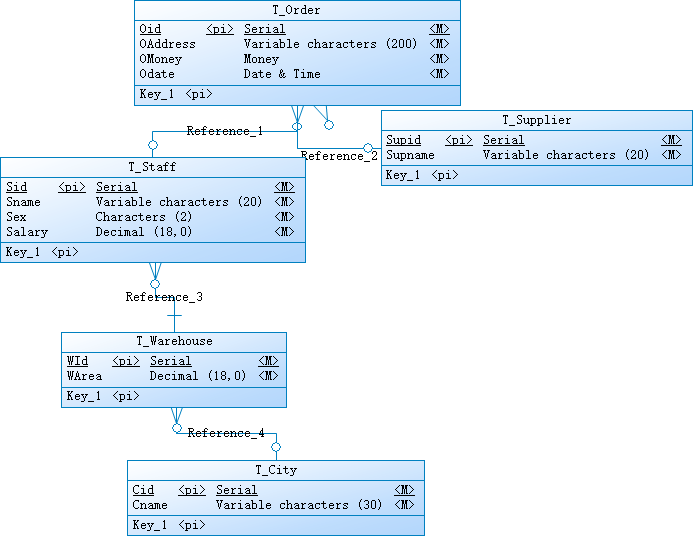 T_Order
Oid <pi> Serial <M>
OAddress Variable characters (200) <M>
OMoney Money <M>
Odate Date & Time <M>
Key_1 <pi>
Reference_1
Reference_2
T_Supplier
Supid <pi> Serial <M>
Supname Variable characters (20) <M>
Key_1 <pi>
T_Staff
Sid <pi> Serial <M>
Sname Variable characters (20) <M>
Sex Characters (2) <M>
Salary Decimal (18,0) <M>
Key_1 <pi>
Reference_3
T_Warehouse
WId <pi> Serial <M>
WArea Decimal (18,0) <M>
Key_1 <pi>
Reference_4
T_City
Cid <pi> Serial <M>
Cname Variable characters (30) <M>
Key_1 <pi>